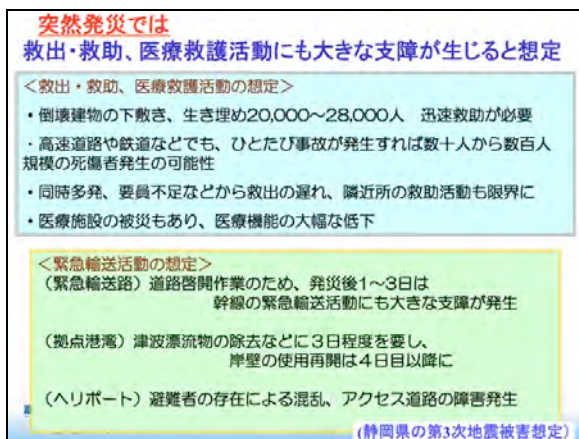 突然発災では
救出・救助、医療救護活動にも大きな支障が生じると想定
＜救出・救助、医療救護活動の想定＞
・倒壊建物の下敷き、生き埋め20,000～28,000人　迅速救助が必要
・高速道路や鉄道などでも、ひとたび事故が発生すれば数十人から数百人
規模の死傷者発生の可能性
・同時多発、要員不足などから救出の遅れ、隣近所の救助活動も限界に
・医療施設の被災もあり、医療機能の大幅な低下
＜緊急輸送活動の想定＞
（緊急輸送路）道路啓開作業のため、発災後1～3日は
幹線の緊急輸送活動にも大きな支障が発生
（拠点港湾）津波漂流物の除去などに３日程度を要し、
岸壁の使用再開は４日目以降に
（ヘリポート）避難者の存在による混乱、アクセス道路の障害発生
(静岡県の第3次地震被害想定）